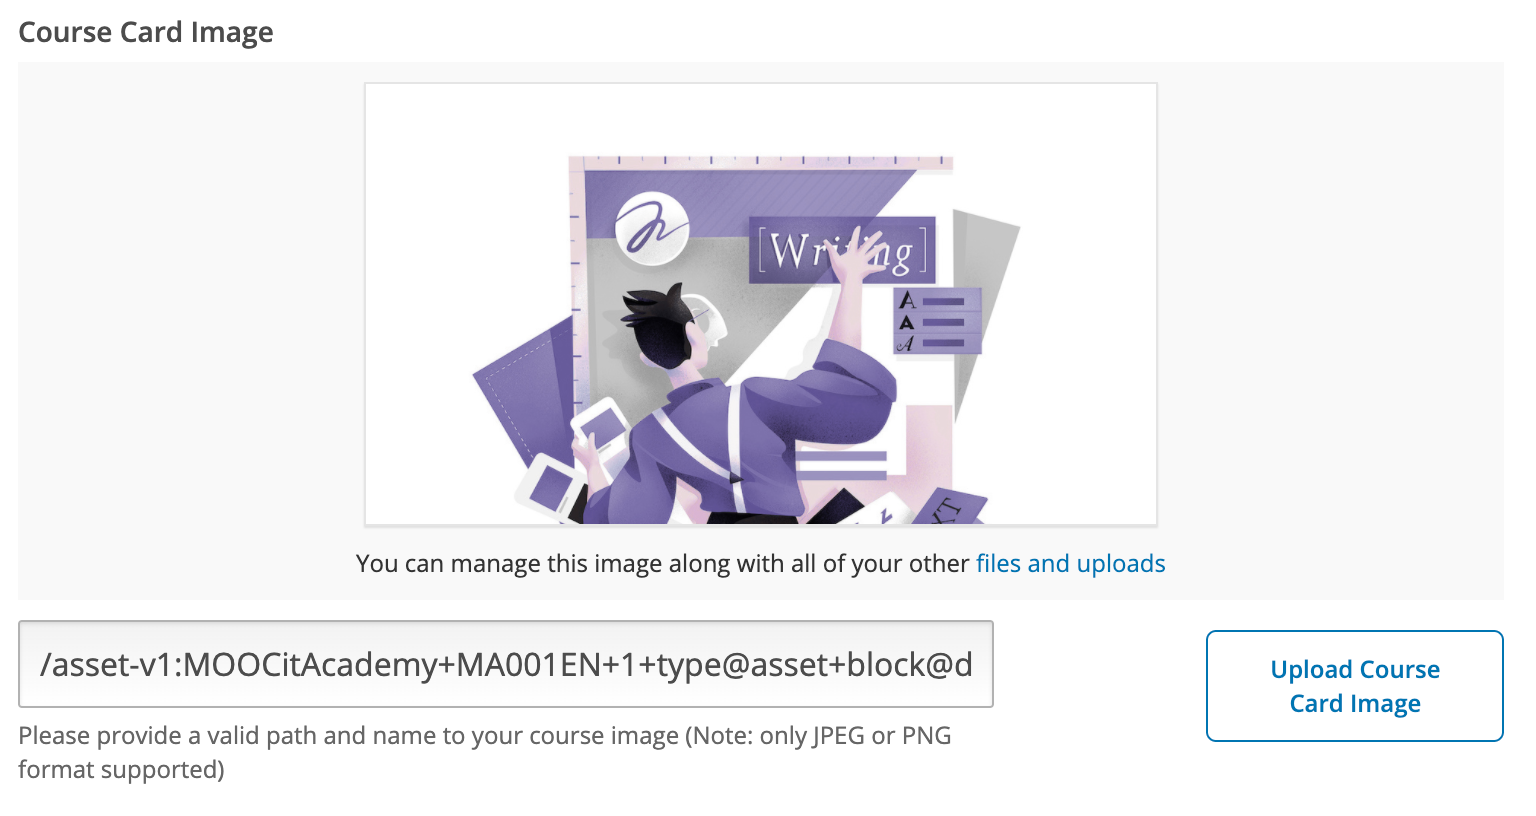 Course Card Image
[Writing]
A
A
A
You can manage this image along with all of your other files and uploads
/asset-v1:MOOCitAcademy+MA001EN+1+type@asset+block@d
Upload Course
Card Image
Please provide a valid path and name to your course image (Note: only JPEG or PNG
format supported)